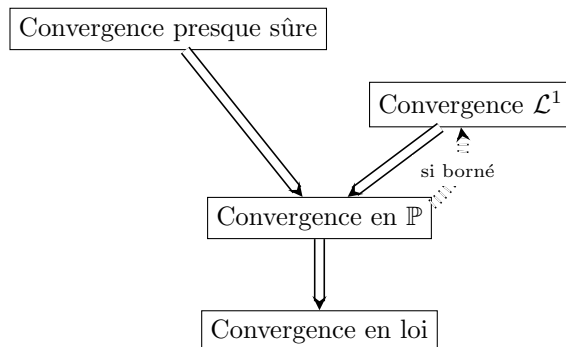 Convergence presque sûre
Convergence $\mathcal{L}^1$
si borné
Convergence en $\mathbb{P}$
Convergence en loi